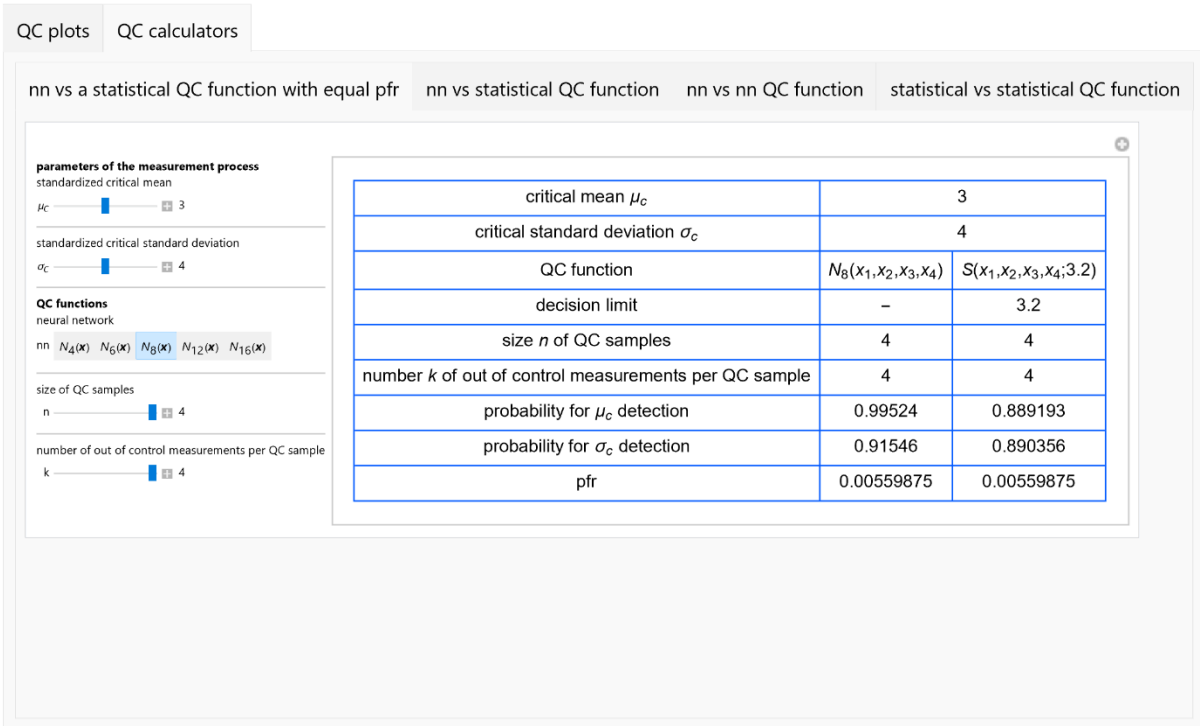 QC plots QC calculators
nn vs a statistical QC function with equal pfr nn vs statistical QC function nn vs nn QC function statistical vs statistical QC function
parameters of the measurement process
standardized critical mean
μc 3
standardized critical standard deviation
σc 4
QC functions
neural network
nn N4(x) N6(x) N8(x) N12(x) N16(x)
size of QC samples
n 4
number of out of control measurements per QC sample
k 4
critical mean μc 3
critical standard deviation σc 4
QC function N8(x1,x2,x3,x4) S(x1,x2,x3,x4;3.2)
decision limit – 3.2
size n of QC samples 4 4
number k of out of control measurements per QC sample 4 4
probability for μc detection 0.99524 0.889193
probability for σc detection 0.91546 0.890356
pfr 0.00559875 0.00559875